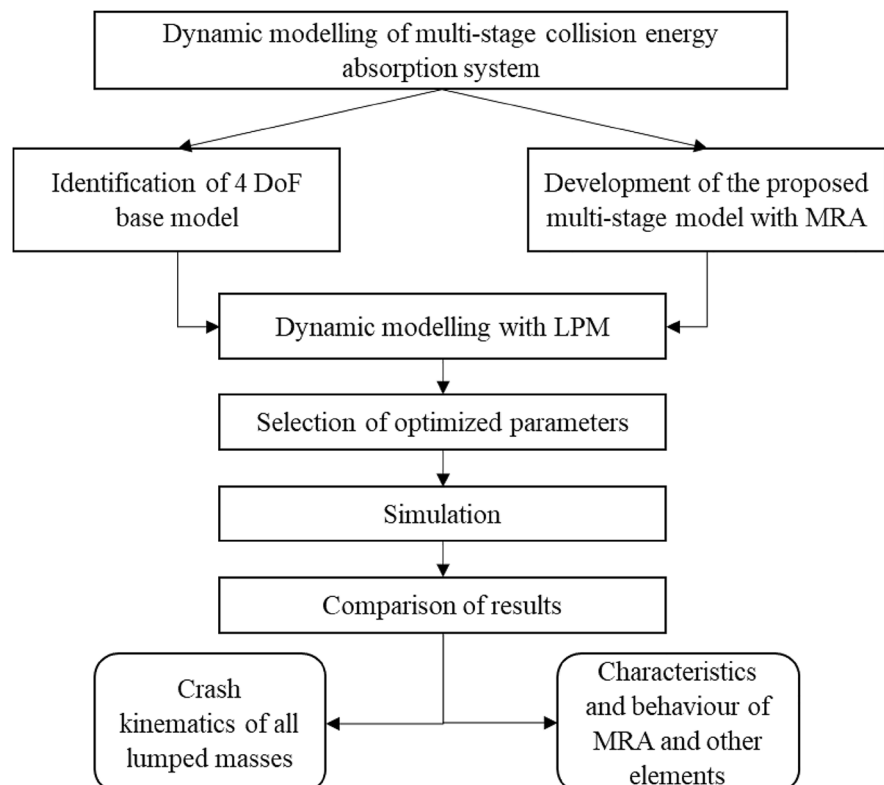 Dynamic modelling of multi-stage collision energy
absorption system
Identification of 4 DoF
base model
Development of the proposed
multi-stage model with MRA
Dynamic modelling with LPM
Selection of optimized parameters
Simulation
Comparison of results
Crash
kinematics of all
lumped masses
Characteristics
and behaviour of
MRA and other
elements